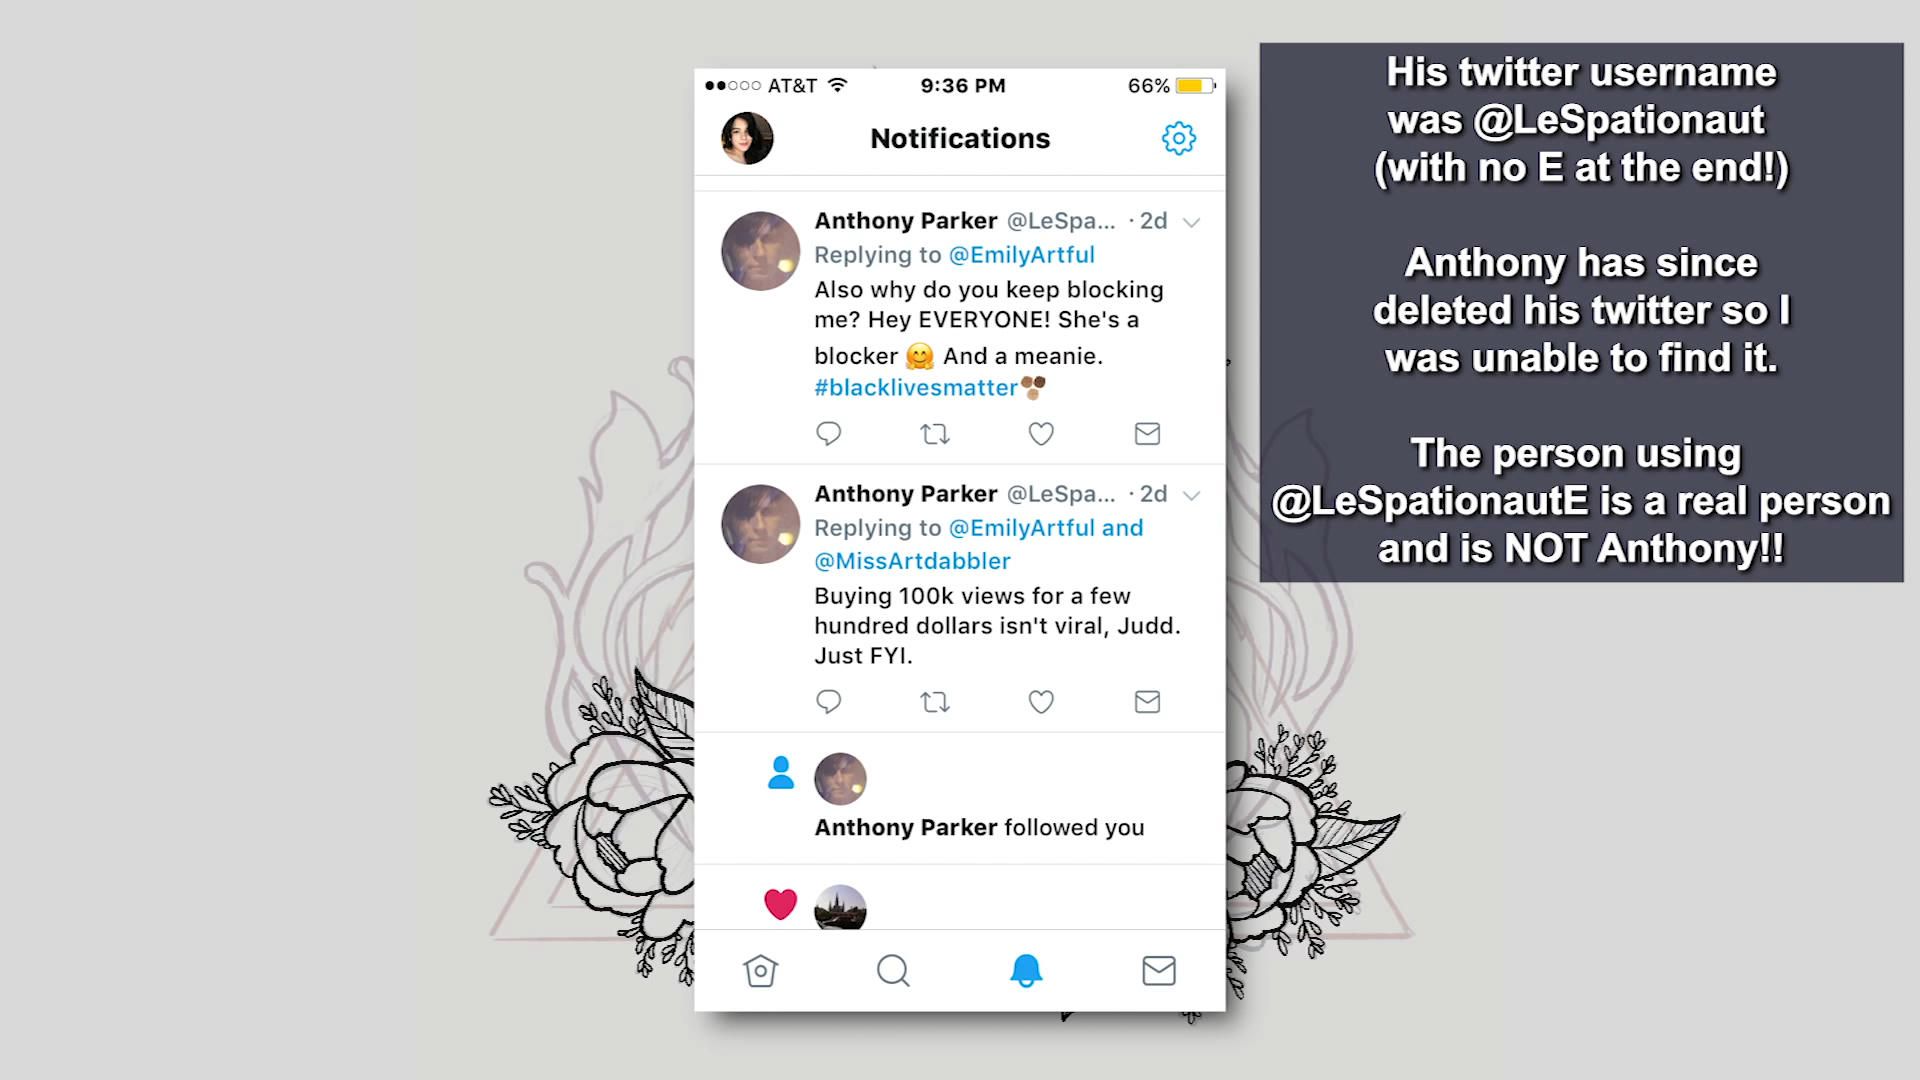 AT&T 9:36 PM 66%
Notifications
Anthony Parker @LeSpa... · 2d
Replying to @EmilyArtful
Also why do you keep blocking
me? Hey EVERYONE! She's a
blocker 🤗 And a meanie.
#blacklivesmatter
Anthony Parker @LeSpa... · 2d
Replying to @EmilyArtful and
@MissArtdabbler
Buying 100k views for a few
hundred dollars isn't viral, Judd.
Just FYI.
Anthony Parker followed you
His twitter username
was @LeSpationaut
(with no E at the end!)
Anthony has since
deleted his twitter so I
was unable to find it.
The person using
@LeSpationautE is a real person
and is NOT Anthony!!